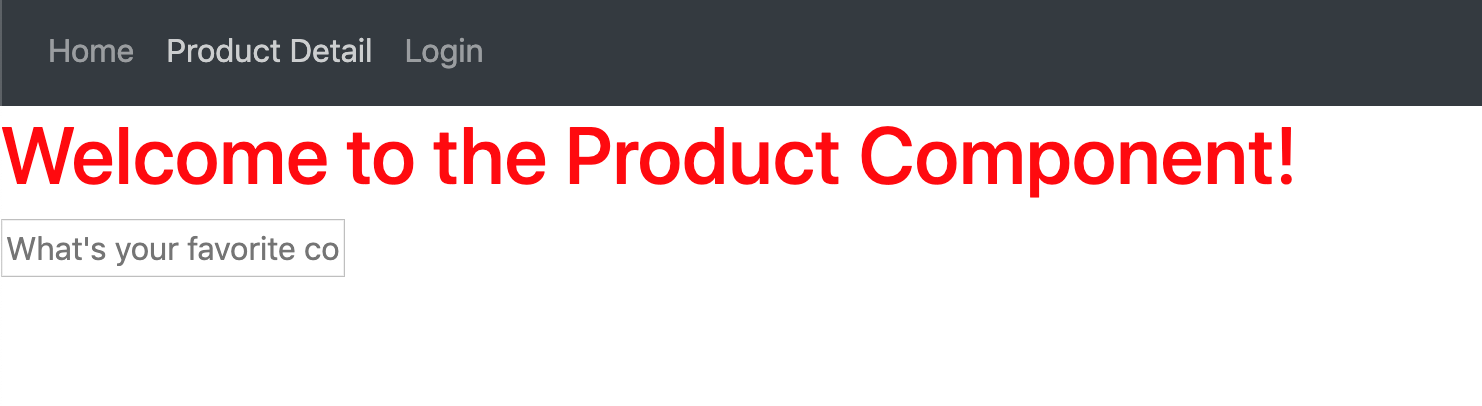 Home Product Detail Login
Welcome to the Product Component!
What's your favorite co